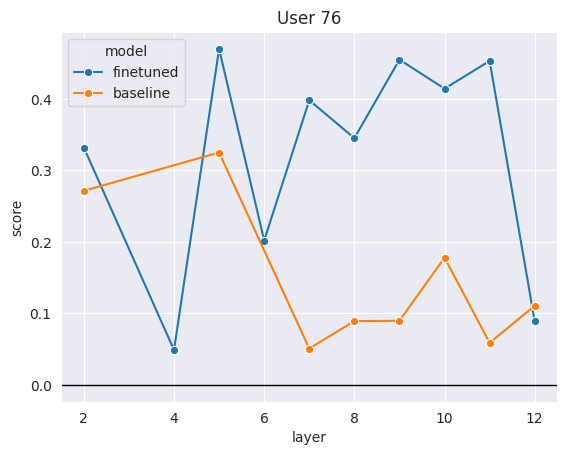 User 76
model
finetuned
baseline
score
0.4
0.3
0.2
0.1
0.0
2 4 6 8 10 12
layer